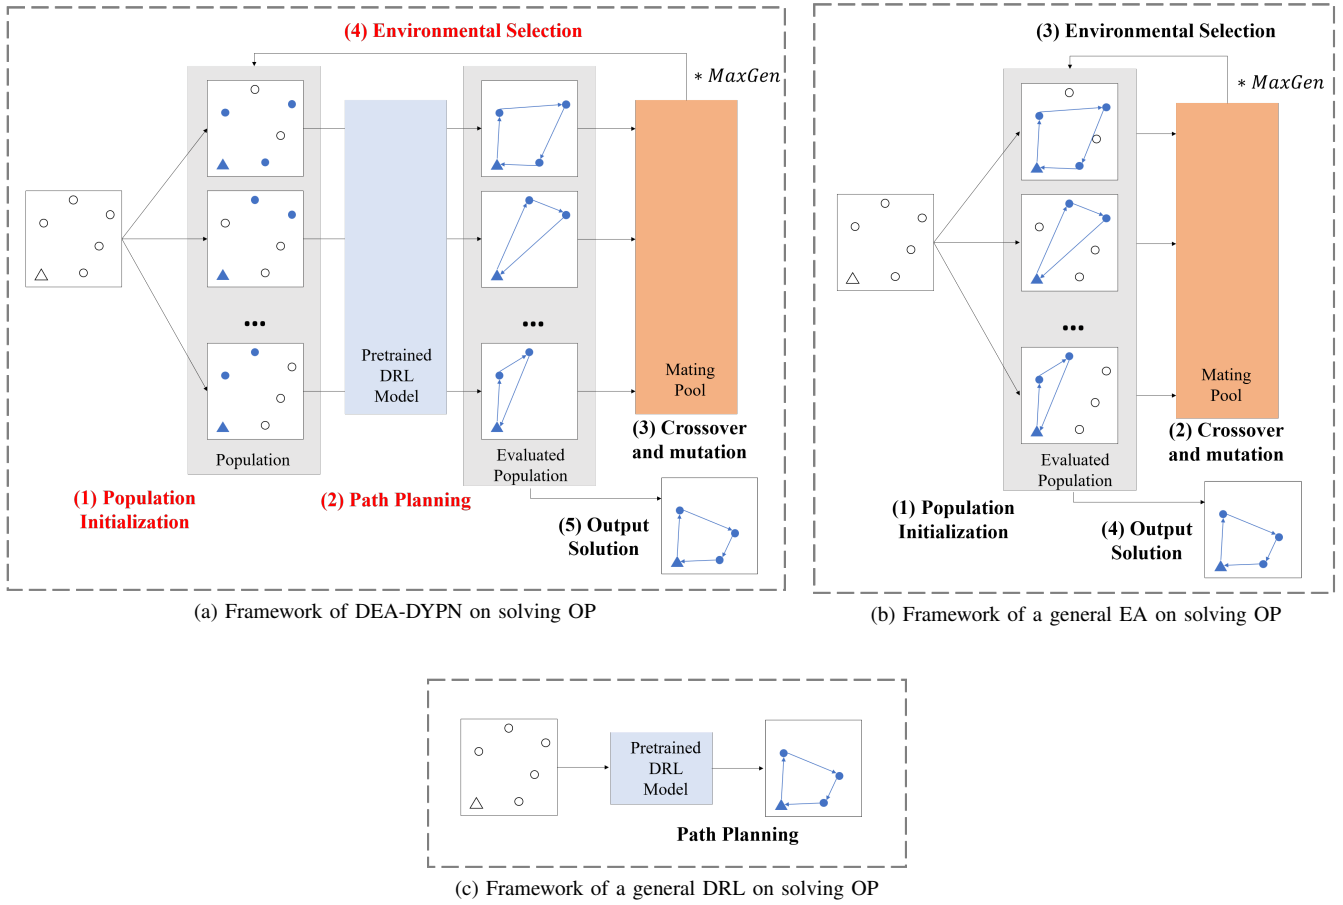 (4) Environmental Selection
* MaxGen
Pretrained
DRL
Model
Mating
Pool
(3) Crossover
and mutation
Population
Evaluated
Population
(1) Population
Initialization
(2) Path Planning
(5) Output
Solution
(a) Framework of DEA-DYPN on solving OP
(3) Environmental Selection
* MaxGen
Mating
Pool
(2) Crossover
and mutation
Evaluated
Population
(1) Population
Initialization
(4) Output
Solution
(b) Framework of a general EA on solving OP
Pretrained
DRL
Model
Path Planning
(c) Framework of a general DRL on solving OP